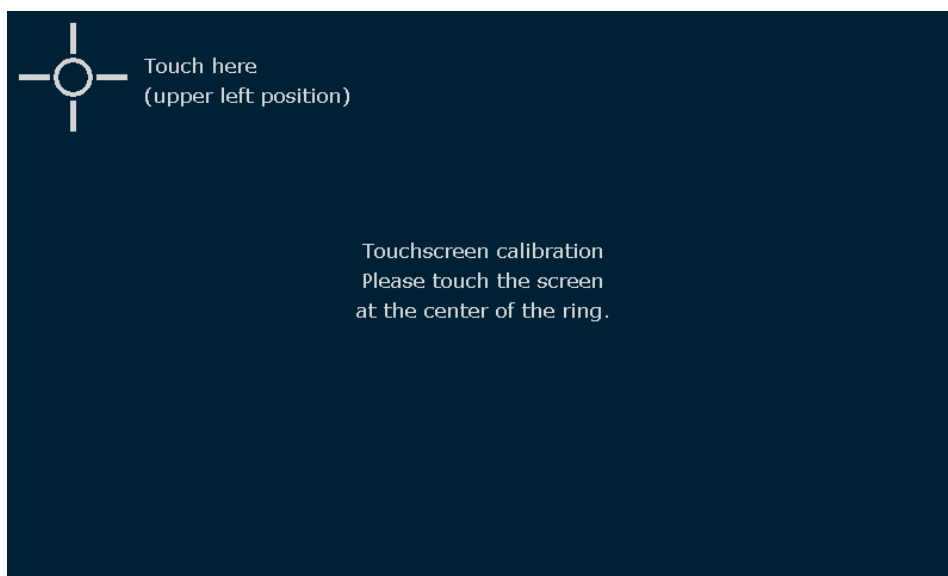 Touch here
(upper left position)
Touchscreen calibration
Please touch the screen
at the center of the ring.